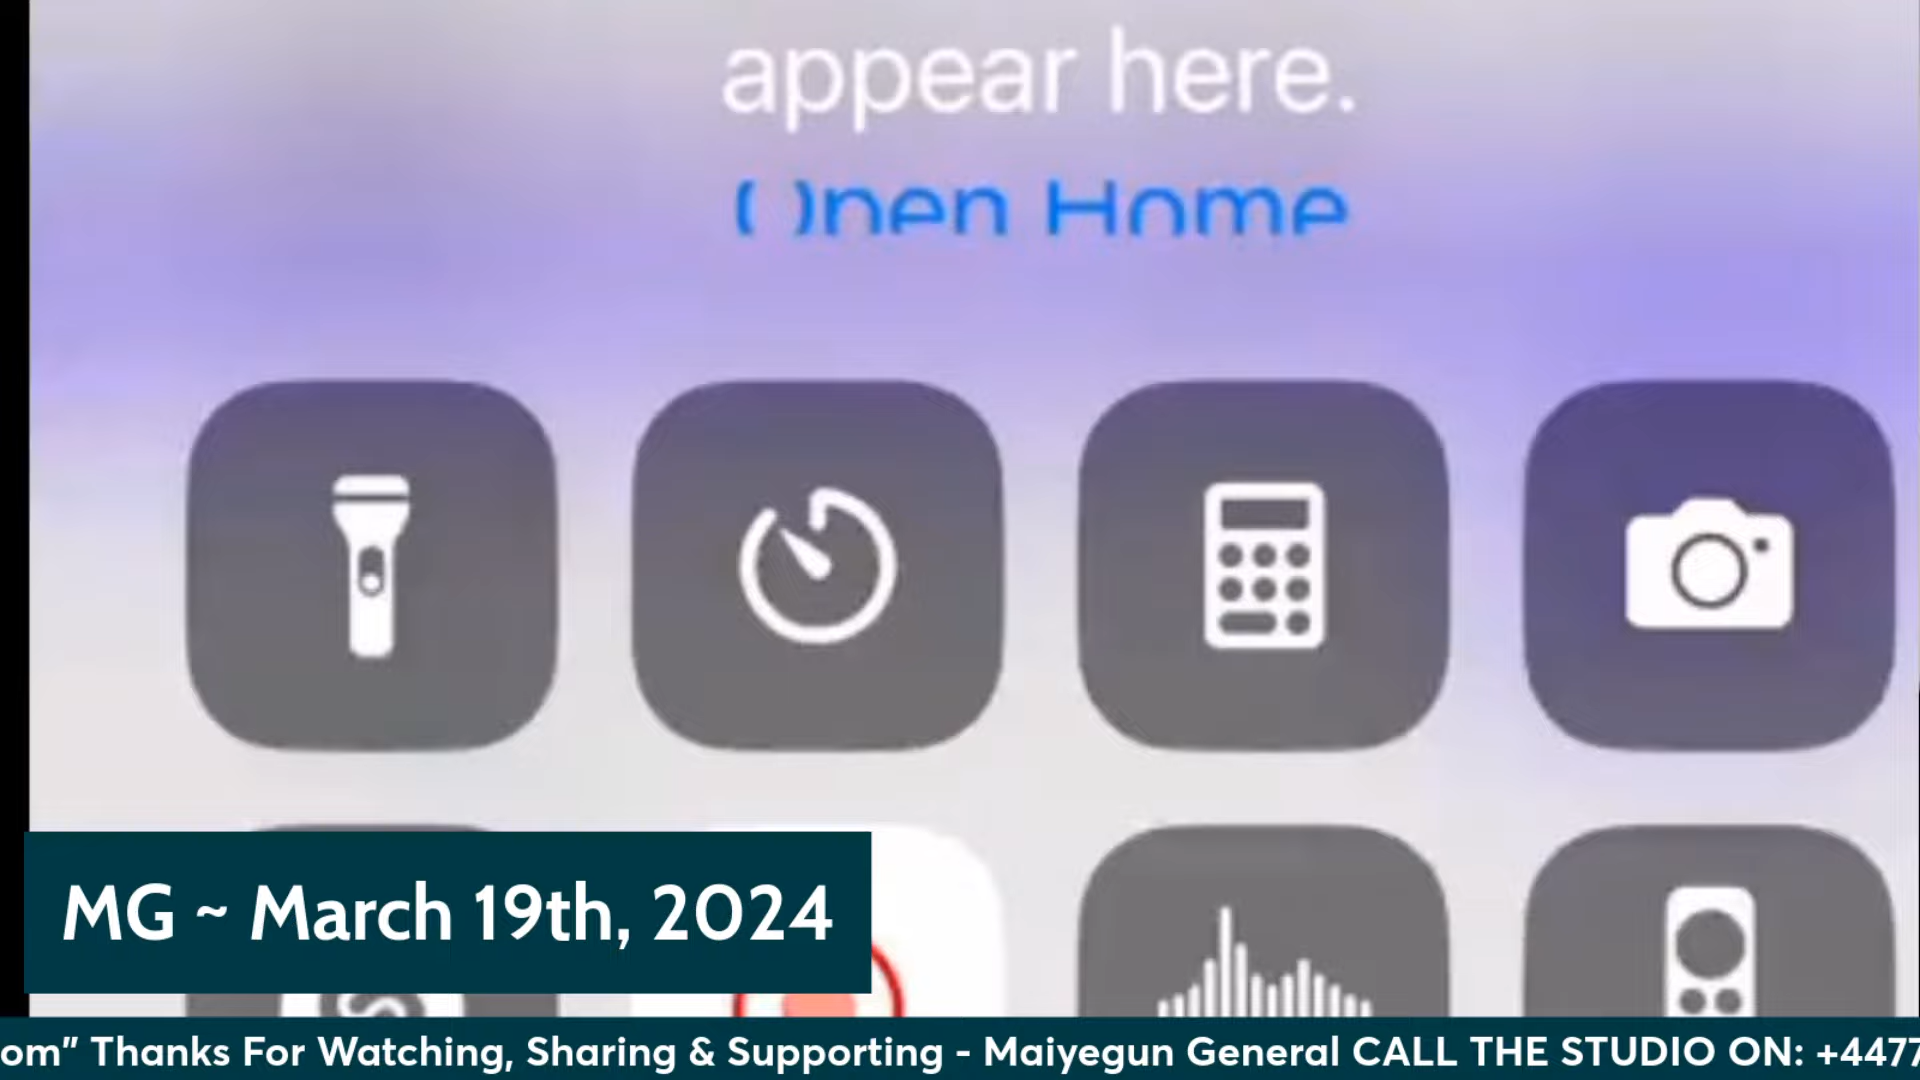 appear here.
Open Home
MG ~ March 19th, 2024
om” Thanks For Watching, Sharing & Supporting - Maiyegun General CALL THE STUDIO ON: +4477